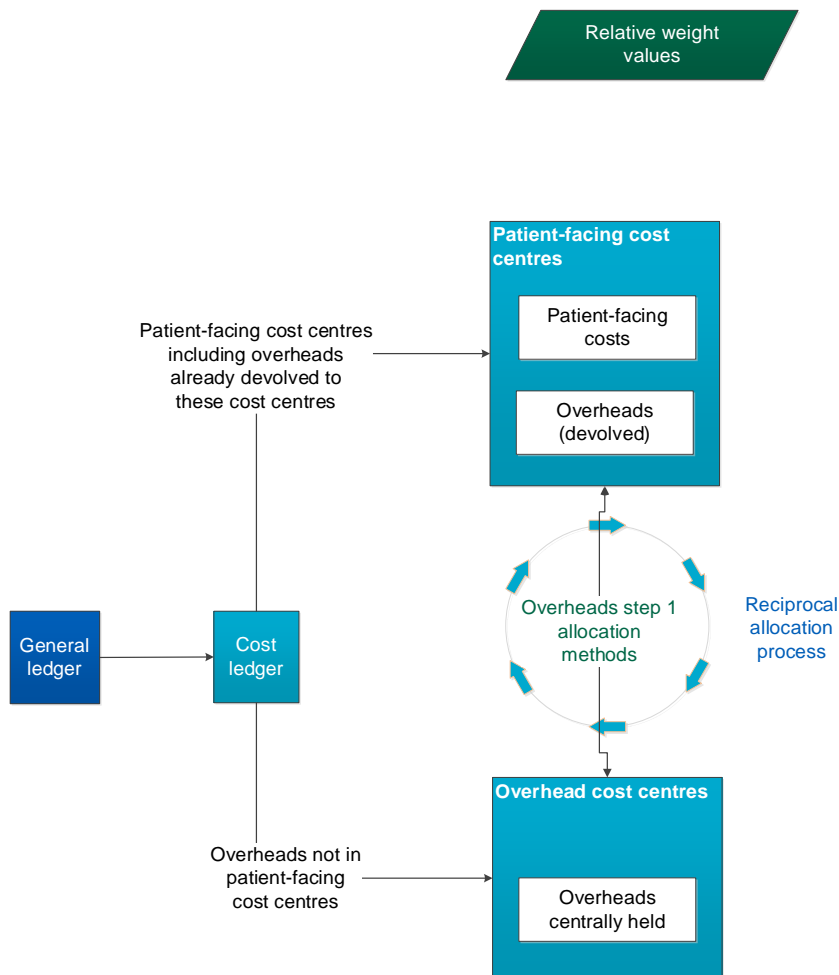 Relative weight
values
Patient-facing cost
centres
Patient-facing
costs
Overheads
(devolved)
Patient-facing cost centres
including overheads
already devolved to
these cost centres
General
ledger
Cost
ledger
Overheads step 1
allocation
methods
Reciprocal
allocation
process
Overheads not in
patient-facing
cost centres
Overhead cost centres
Overheads
centrally held